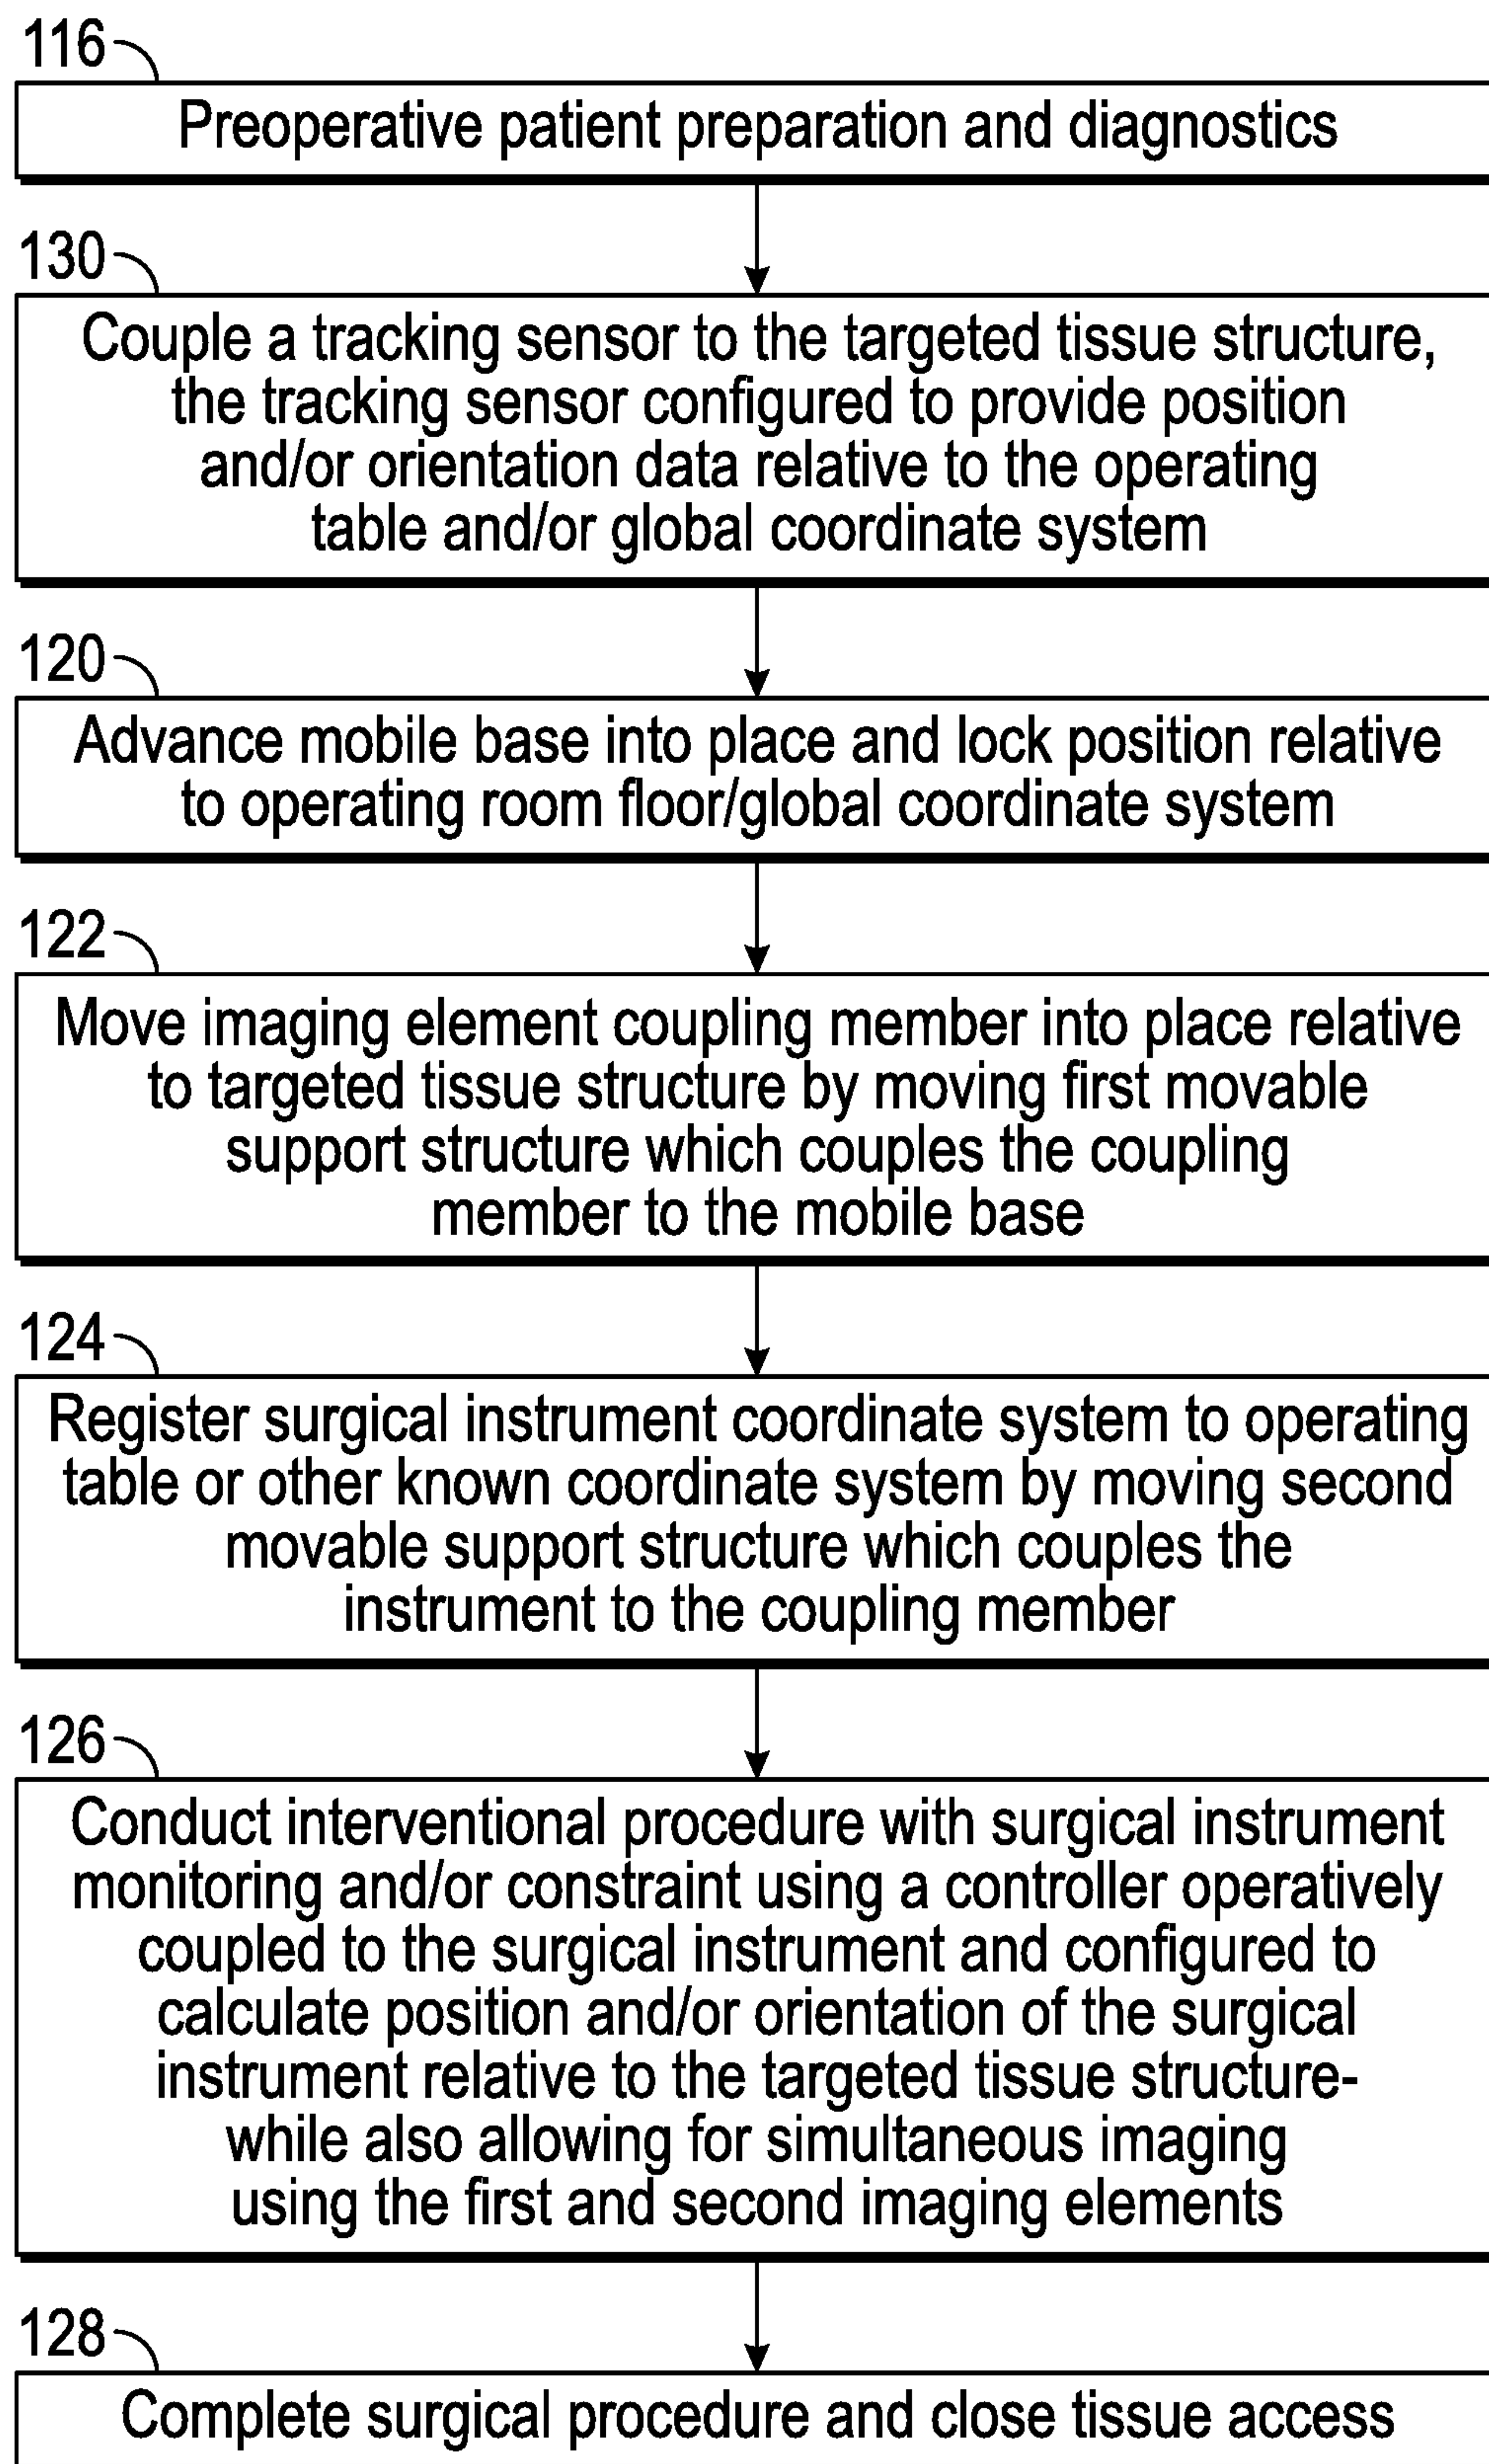 116
Preoperative patient preparation and diagnostics
130
Couple a tracking sensor to the targeted tissue structure,
the tracking sensor configured to provide position
and/or orientation data relative to the operating
table and/or global coordinate system
120
Advance mobile base into place and lock position relative
to operating room floor/global coordinate system
122
Move imaging element coupling member into place relative
to targeted tissue structure by moving first movable
support structure which couples the coupling
member to the mobile base
124
Register surgical instrument coordinate system to operating
table or other known coordinate system by moving second
movable support structure which couples the
instrument to the coupling member
126
Conduct interventional procedure with surgical instrument
monitoring and/or constraint using a controller operatively
coupled to the surgical instrument and configured to
calculate position and/or orientation of the surgical
instrument relative to the targeted tissue structure-
while also allowing for simultaneous imaging
using the first and second imaging elements
128
Complete surgical procedure and close tissue access